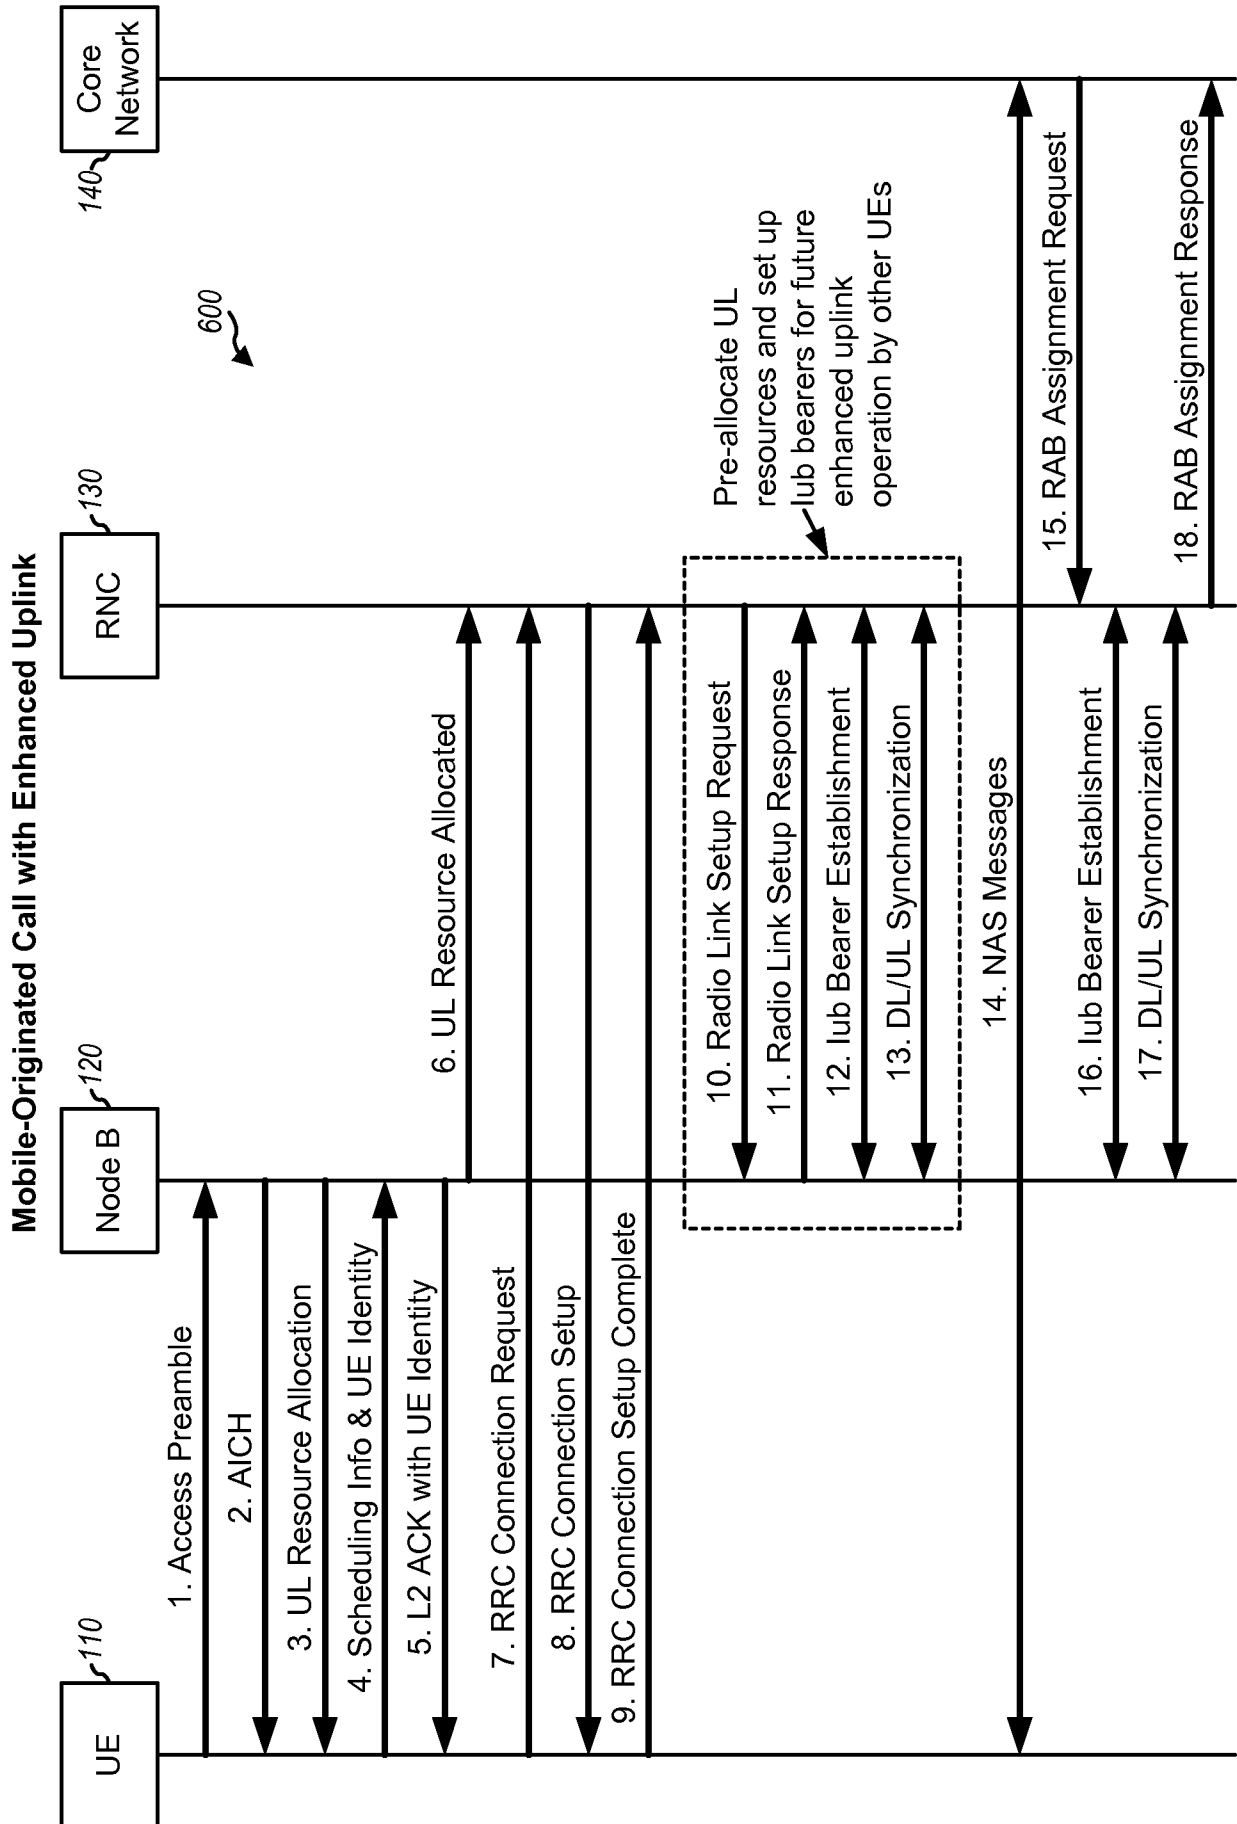 Mobile-Originated Call with Enhanced Uplink
UE
110
Node B
120
RNC
130
Core
Network
140
600
1. Access Preamble
2. AICH
3. UL Resource Allocation
4. Scheduling Info & UE Identity
5. L2 ACK with UE Identity
6. UL Resource Allocated
7. RRC Connection Request
8. RRC Connection Setup
9. RRC Connection Setup Complete
Pre-allocate UL
resources and set up
Iub bearers for future
enhanced uplink
operation by other UEs
10. Radio Link Setup Request
11. Radio Link Setup Response
12. Iub Bearer Establishment
13. DL/UL Synchronization
14. NAS Messages
15. RAB Assignment Request
16. Iub Bearer Establishment
17. DL/UL Synchronization
18. RAB Assignment Response